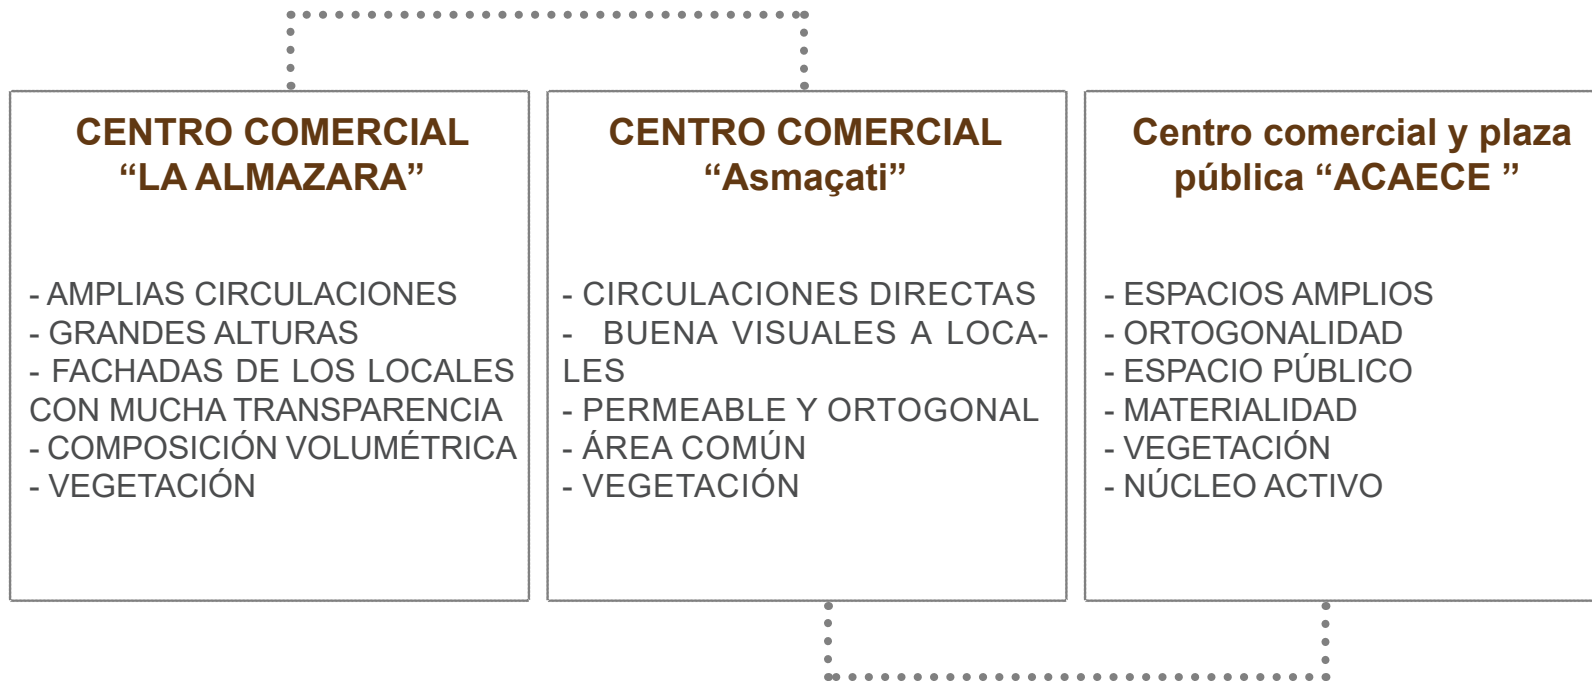 CENTRO COMERCIAL
“LA ALMAZARA”
- AMPLIAS CIRCULACIONES
- GRANDES ALTURAS
- FACHADAS DE LOS LOCALES
CON MUCHA TRANSPARENCIA
- COMPOSICIÓN VOLUMÉTRICA
- VEGETACIÓN
CENTRO COMERCIAL
“Asmaçati”
- CIRCULACIONES DIRECTAS
- BUENA VISUALES A LOCA-
LES
- PERMEABLE Y ORTOGONAL
- ÁREA COMÚN
- VEGETACIÓN
Centro comercial y plaza
pública “ACAECE ”
- ESPACIOS AMPLIOS
- ORTOGONALIDAD
- ESPACIO PÚBLICO
- MATERIALIDAD
- VEGETACIÓN
- NÚCLEO ACTIVO